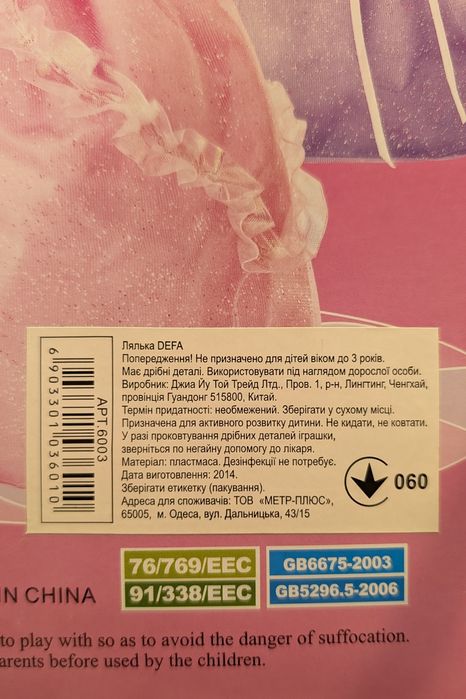 Лялька DEFA
Попередження! Не призначено для дітей віком до 3 років.
Має дрібні деталі. Використовувати під наглядом дорослої особи.
Виробник: Джиа Йу Той Трейд Лтд., Пров. 1, р-н, Лингтинг, Ченгхай,
провінція Гуандонг 515800, Китай.
Термін придатності: необмежений. Зберігати у сухому місці.
Призначена для активного розвитку дитини. Не кидати, не ковтати.
У разі проковтування дрібних деталей іграшки,
зверніться по негайну допомогу до лікаря.
Матеріал: пластмаса. Дезінфекції не потребує.
Дата виготовлення: 2014.
Зберігати етикетку (пакування).
Адреса для споживачів: ТОВ «МЕТР-ПЛЮС»,
65005, м. Одеса, вул. Дальницька, 43/15
6903301036010
АРТ.6003
060
IN CHINA
76/769/EEC
91/338/EEC
GB6675-2003
GB5296.5-2006
to play with so as to avoid the danger of suffocation.
arents before used by the children.